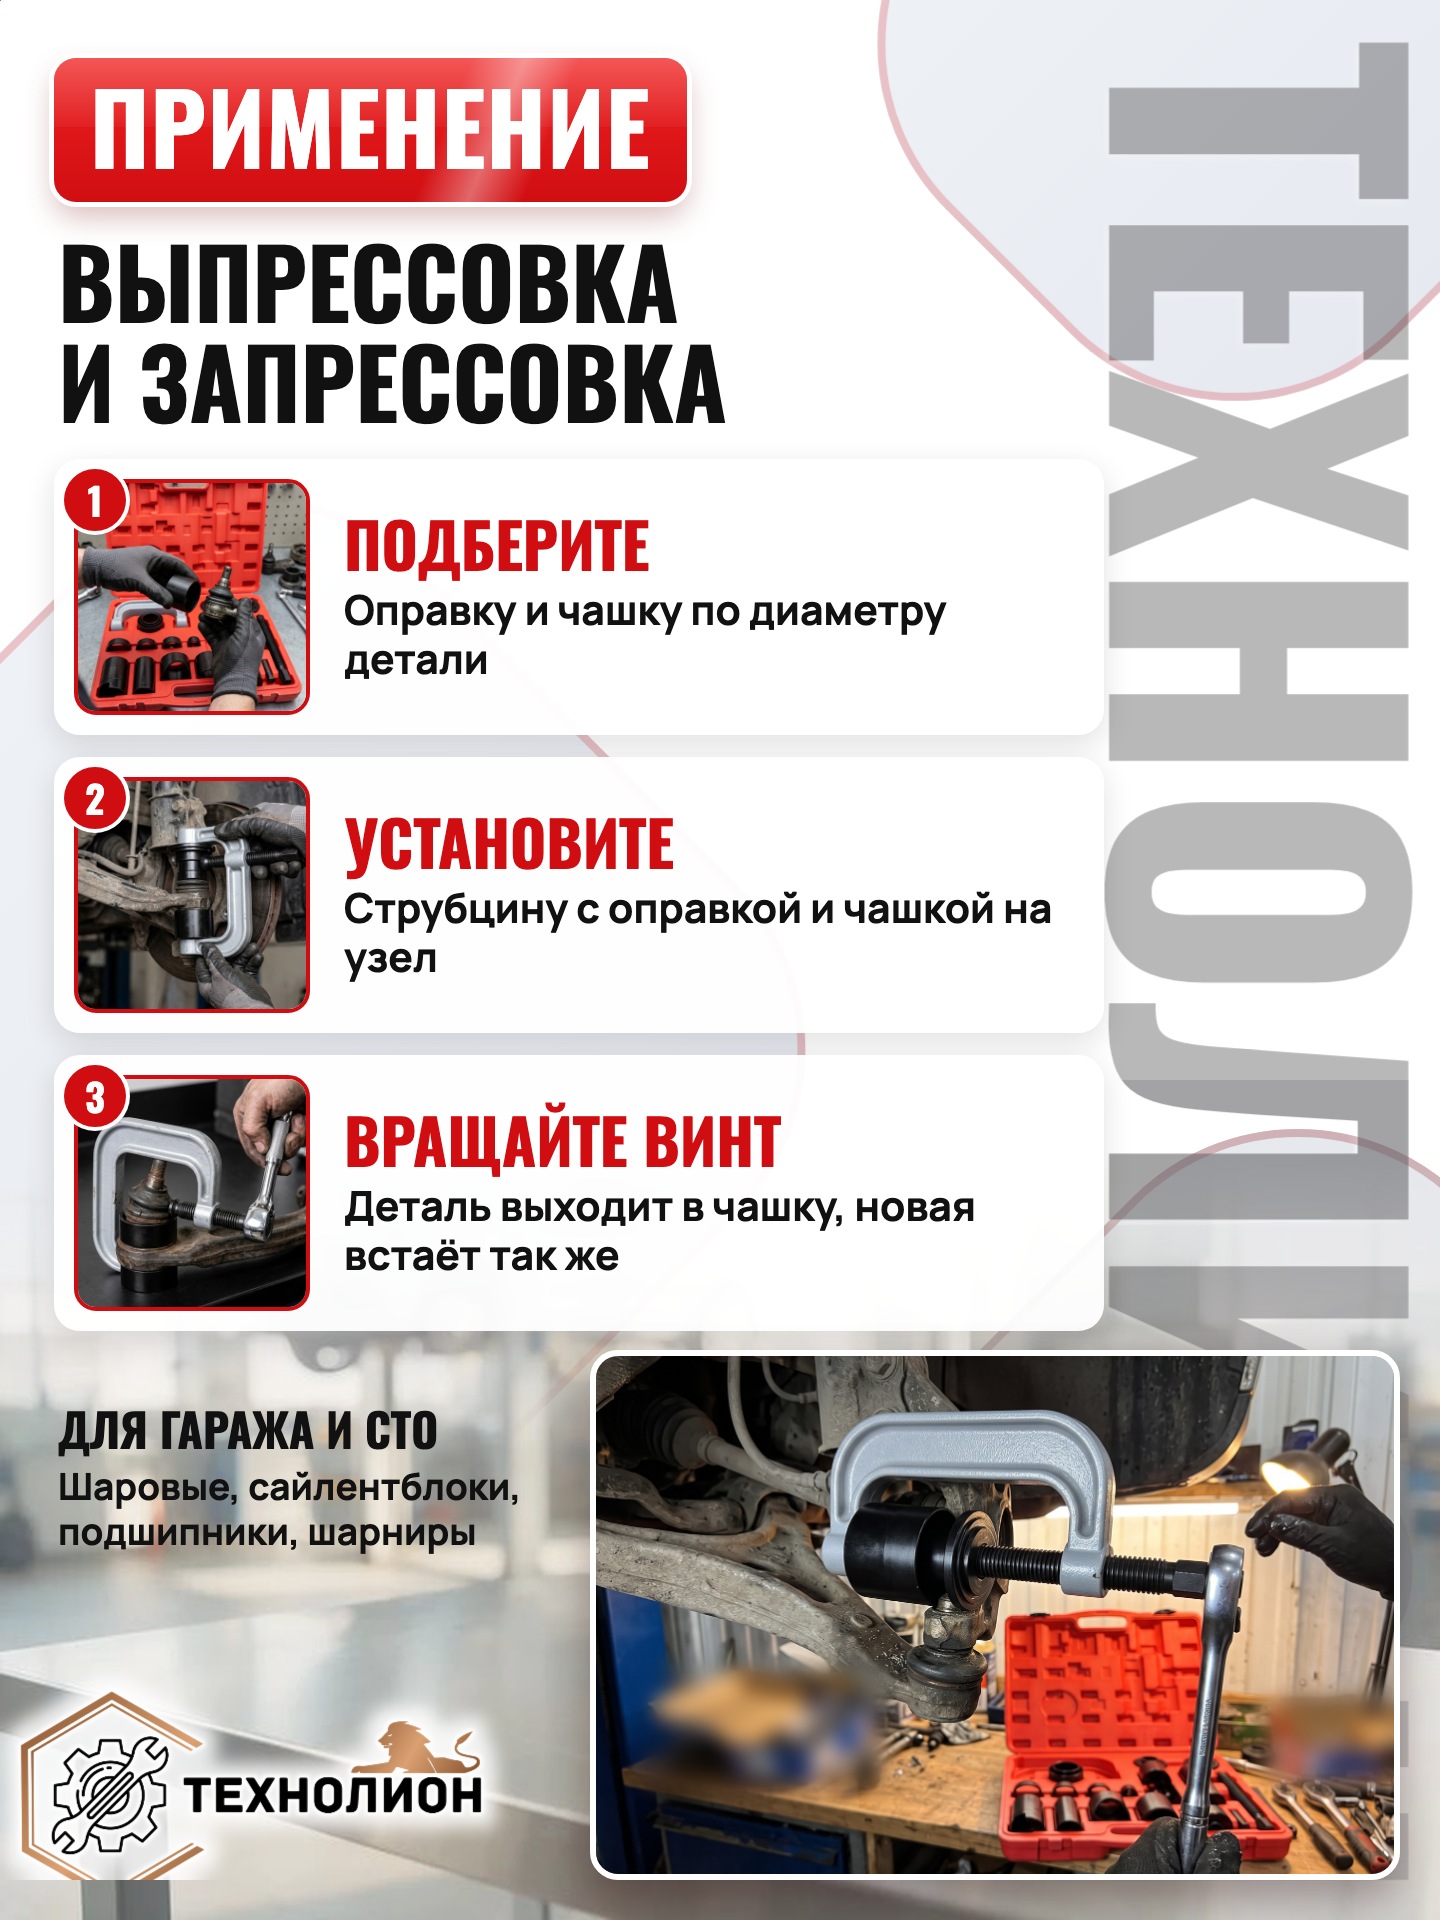 ПРИМЕНЕНИЕ
ВЫПРЕССОВКА
И ЗАПРЕССОВКА
1
ПОДБЕРИТЕ
Оправку и чашку по диаметру
детали
2
УСТАНОВИТЕ
Струбцину с оправкой и чашкой на
узел
3
ВРАЩАЙТЕ ВИНТ
Деталь выходит в чашку, новая
встаёт так же
ДЛЯ ГАРАЖА И СТО
Шаровые, сайлентблоки,
подшипники, шарниры
ТЕХНОЛИОН
ТЕХНОЛИ